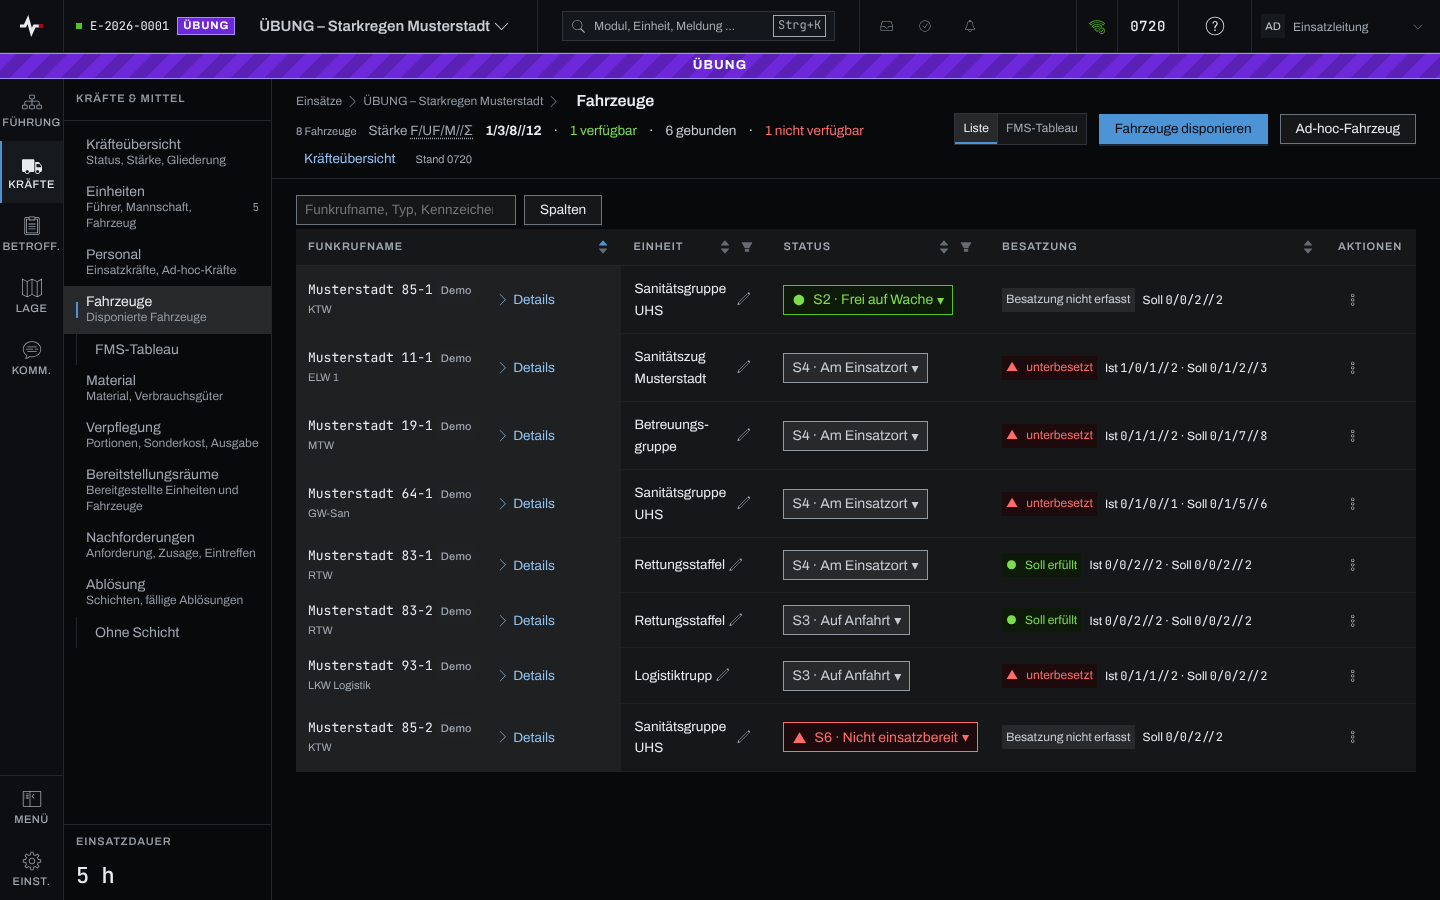 E-2026-0001 ÜBUNG ÜBUNG – Starkregen Musterstadt Modul, Einheit, Meldung ... Strg+K 0720 ? AD Einsatzleitung
ÜBUNG
FÜHRUNG
KRÄFTE
BETROFF.
LAGE
KOMM.
MENÜ
EINST.
KRÄFTE & MITTEL
Kräfteübersicht
Status, Stärke, Gliederung
Einheiten
Führer, Mannschaft, 5
Fahrzeug
Personal
Einsatzkräfte, Ad-hoc-Kräfte
Fahrzeuge
Disponierte Fahrzeuge
FMS-Tableau
Material
Material, Verbrauchsgüter
Verpflegung
Portionen, Sonderkost, Ausgabe
Bereitstellungsräume
Bereitgestellte Einheiten und
Fahrzeuge
Nachforderungen
Anforderung, Zusage, Eintreffen
Ablösung
Schichten, fällige Ablösungen
Ohne Schicht
EINSATZDAUER
5 h
Einsätze ÜBUNG – Starkregen Musterstadt Fahrzeuge
8 Fahrzeuge Stärke F/UF/M//Σ 1/3/8//12 · 1 verfügbar · 6 gebunden · 1 nicht verfügbar
Kräfteübersicht Stand 0720
Liste FMS-Tableau Fahrzeuge disponieren Ad-hoc-Fahrzeug
Funkrufname, Typ, Kennzeichen Spalten
FUNKRUFNAME EINHEIT STATUS BESATZUNG AKTIONEN
Musterstadt 85-1 Demo
KTW
Details
Sanitätsgruppe
UHS
S2 · Frei auf Wache
Besatzung nicht erfasst Soll 0/0/2//2
Musterstadt 11-1 Demo
ELW 1
Details
Sanitätszug
Musterstadt
S4 · Am Einsatzort
unterbesetzt Ist 1/0/1//2 · Soll 0/1/2//3
Musterstadt 19-1 Demo
MTW
Details
Betreuungs-
gruppe
S4 · Am Einsatzort
unterbesetzt Ist 0/1/1//2 · Soll 0/1/7//8
Musterstadt 64-1 Demo
GW-San
Details
Sanitätsgruppe
UHS
S4 · Am Einsatzort
unterbesetzt Ist 0/1/0//1 · Soll 0/1/5//6
Musterstadt 83-1 Demo
RTW
Details
Rettungsstaffel
S4 · Am Einsatzort
Soll erfüllt Ist 0/0/2//2 · Soll 0/0/2//2
Musterstadt 83-2 Demo
RTW
Details
Rettungsstaffel
S3 · Auf Anfahrt
Soll erfüllt Ist 0/0/2//2 · Soll 0/0/2//2
Musterstadt 93-1 Demo
LKW Logistik
Details
Logistiktrupp
S3 · Auf Anfahrt
unterbesetzt Ist 0/1/1//2 · Soll 0/0/2//2
Musterstadt 85-2 Demo
KTW
Details
Sanitätsgruppe
UHS
S6 · Nicht einsatzbereit
Besatzung nicht erfasst Soll 0/0/2//2